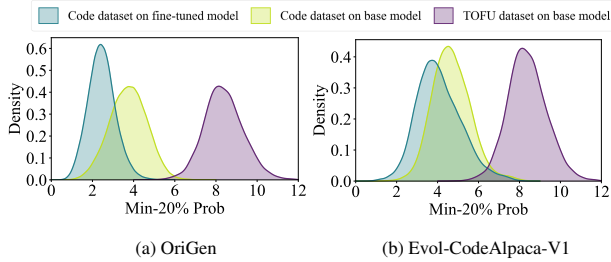 Code dataset on fine-tuned model Code dataset on base model TOFU dataset on base model
Density
0.6
0.5
0.4
0.3
0.2
0.1
0.0
0 2 4 6 8 10 12
Min-20% Prob
(a) OriGen
Density
0.4
0.3
0.2
0.1
0.0
0 2 4 6 8 10 12
Min-20% Prob
(b) Evol-CodeAlpaca-V1